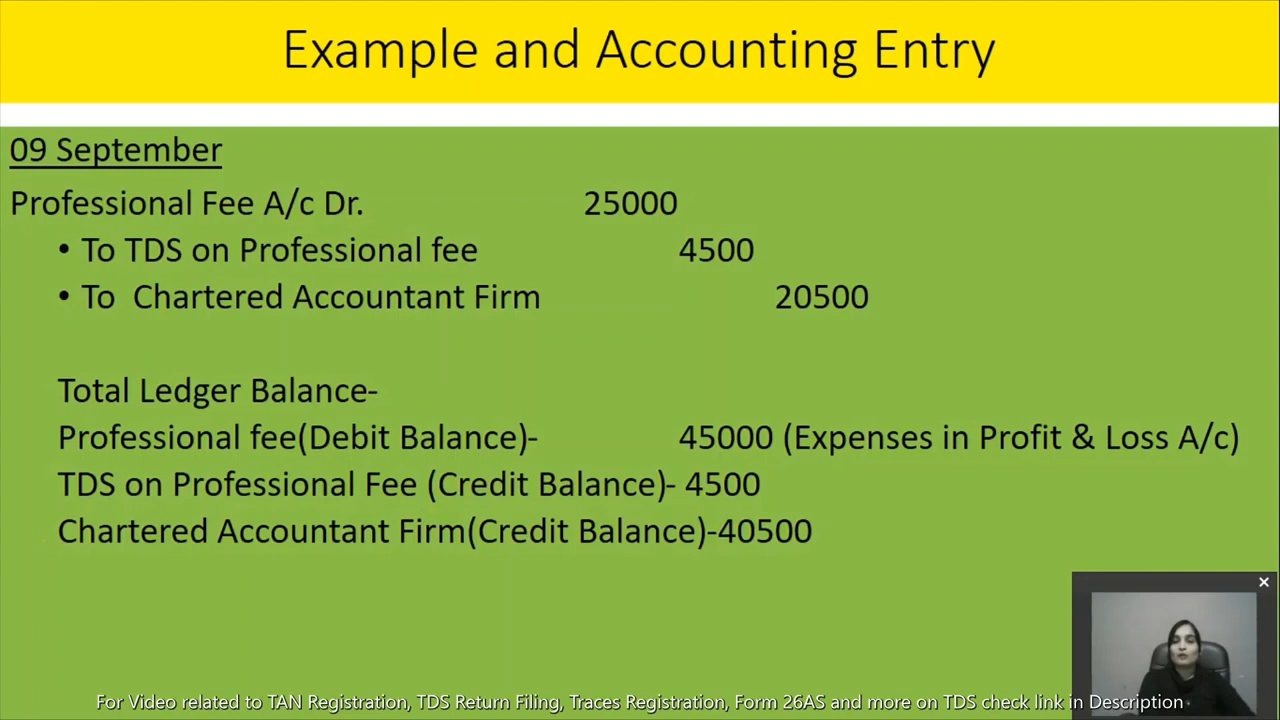 Example and Accounting Entry
09 September
Professional Fee A/c Dr. 25000
• To TDS on Professional fee 4500
• To Chartered Accountant Firm 20500
Total Ledger Balance-
Professional fee(Debit Balance)- 45000 (Expenses in Profit & Loss A/c)
TDS on Professional Fee (Credit Balance)- 4500
Chartered Accountant Firm(Credit Balance)-40500
For Video related to TAN Registration, TDS Return Filing, Traces Registration, Form 26AS and more on TDS check link in Description